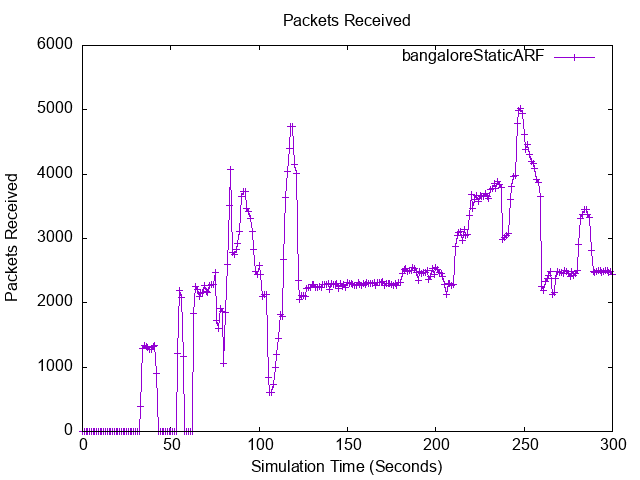 Packets Received
bangaloreStaticARF
6000
5000
4000
3000
2000
1000
0
Packets Received
0 50 100 150 200 250 300
Simulation Time (Seconds)